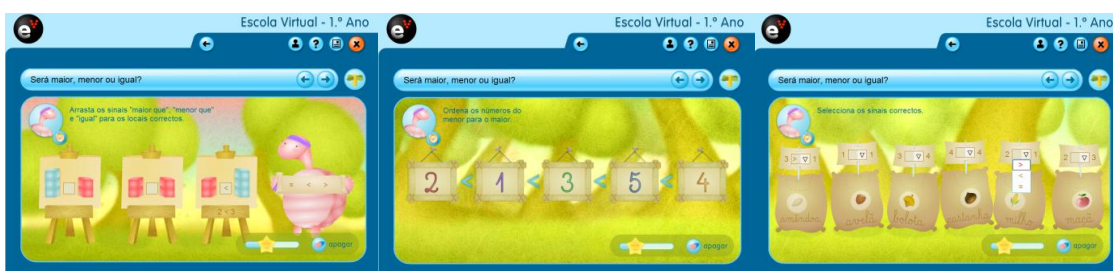 Escola Virtual - 1.º Ano
Será maior, menor ou igual?
Arrasta os sinais "maior que", "menor que"
e "igual" para os locais correctos.
<
= < >
2 < 3
apagar
Escola Virtual - 1.º Ano
Será maior, menor ou igual?
Ordena os números do
menor para o maior.
2 < 1 < 3 < 5 < 4
apagar
Escola Virtual - 1.º Ano
Será maior, menor ou igual?
Selecciona os sinais correctos.
3 > 1
1 1
3 4
4 4
2
2 3
>
<
=
amêndoa
avelã
bolota
castanha
milho
maçã
apagar